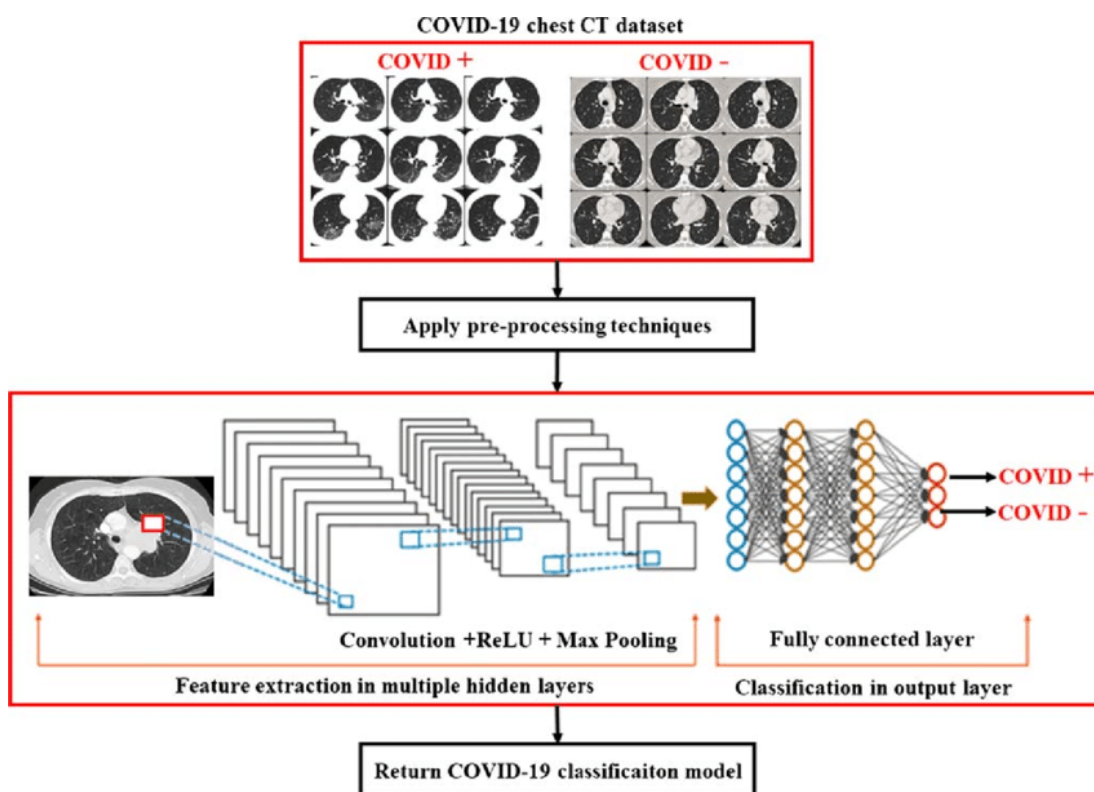 COVID-19 chest CT dataset
COVID +
COVID -
Apply pre-processing techniques
COVID +
COVID -
Convolution +ReLU + Max Pooling
Fully connected layer
Feature extraction in multiple hidden layers
Classification in output layer
Return COVID-19 classificaiton model